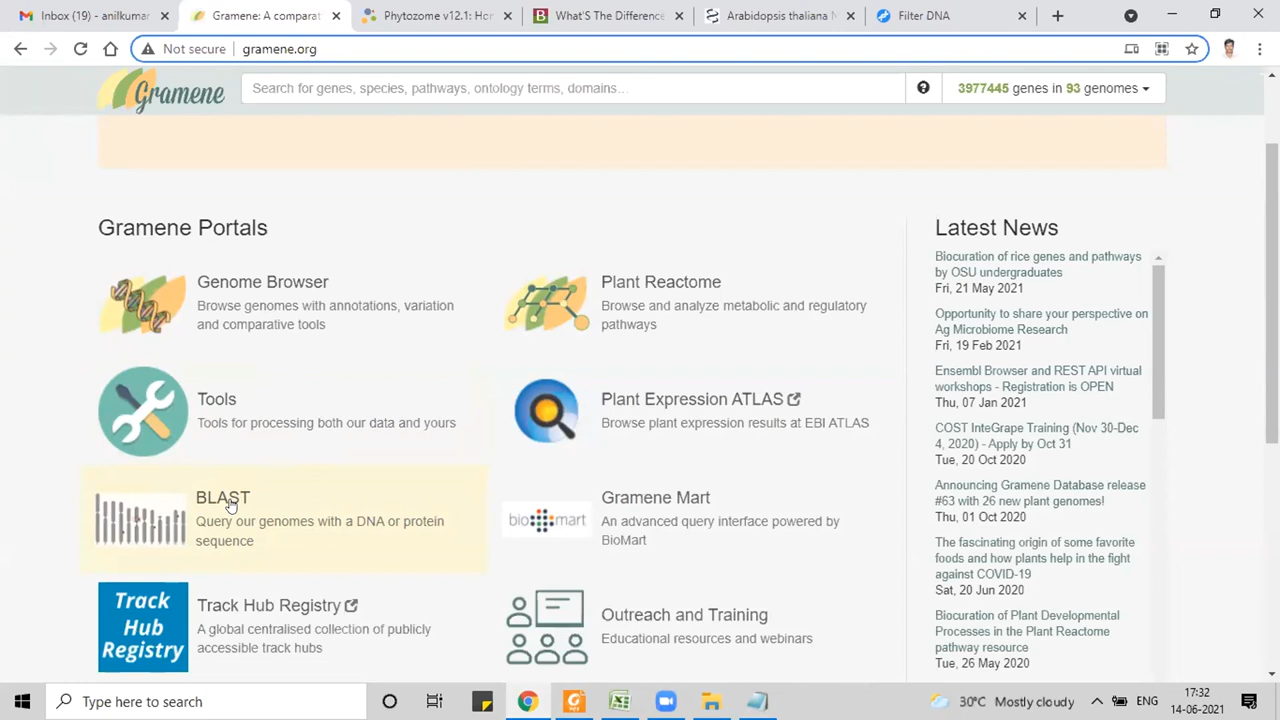 Inbox (19) - anilkumar
Gramene: A comparat
Phytozome v12.1: Hor
What'S The Difference
Arabidopsis thaliana N
Filter DNA
Not secure
gramene.org
Gramene
Search for genes, species, pathways, ontology terms, domains...
3977445 genes in 93 genomes
Gramene Portals
Genome Browser
Browse genomes with annotations, variation
and comparative tools
Plant Reactome
Browse and analyze metabolic and regulatory
pathways
Tools
Tools for processing both our data and yours
Plant Expression ATLAS
Browse plant expression results at EBI ATLAS
BLAST
Query our genomes with a DNA or protein
sequence
biomart
Gramene Mart
An advanced query interface powered by
BioMart
Track
Hub
Registry
Track Hub Registry
A global centralised collection of publicly
accessible track hubs
Outreach and Training
Educational resources and webinars
Latest News
Biocuration of rice genes and pathways
by OSU undergraduates
Fri, 21 May 2021
Opportunity to share your perspective on
Ag Microbiome Research
Fri, 19 Feb 2021
Ensembl Browser and REST API virtual
workshops - Registration is OPEN
Thu, 07 Jan 2021
COST InteGrape Training (Nov 30-Dec
4, 2020) - Apply by Oct 31
Tue, 20 Oct 2020
Announcing Gramene Database release
#63 with 26 new plant genomes!
Thu, 01 Oct 2020
The fascinating origin of some favorite
foods and how plants help in the fight
against COVID-19
Sat, 20 Jun 2020
Biocuration of Plant Developmental
Processes in the Plant Reactome
pathway resource
Tue, 26 May 2020
Type here to search
30°C Mostly cloudy
ENG
17:32
14-06-2021